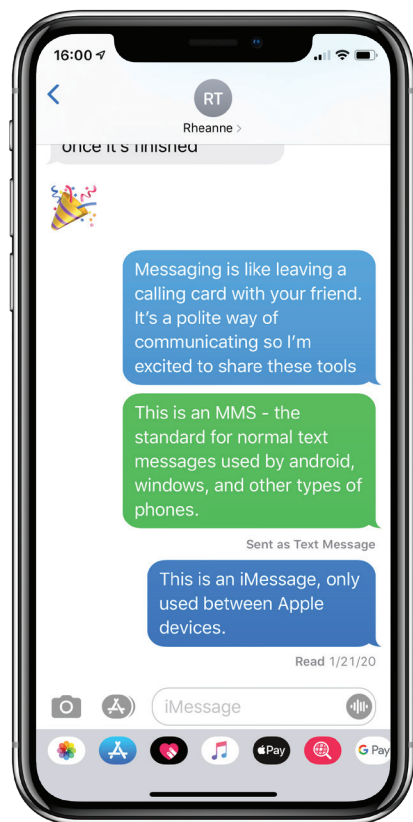 16:00
RT
Rheanne >
once it's finished
Messaging is like leaving a
calling card with your friend.
It's a polite way of
communicating so I'm
excited to share these tools
This is an MMS - the
standard for normal text
messages used by android,
windows, and other types of
phones.
Sent as Text Message
This is an iMessage, only
used between Apple
devices.
Read 1/21/20
iMessage
Pay
G Pay